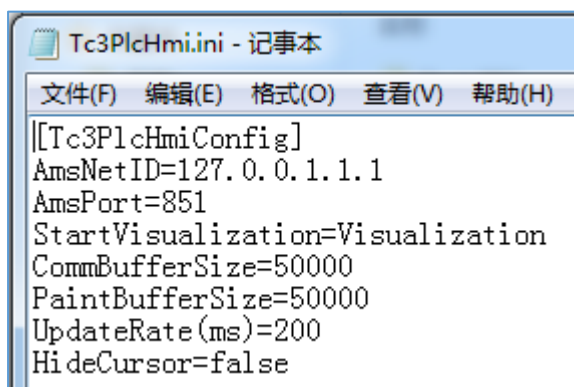 Tc3PlcHmi.ini - 记事本
文件(F) 编辑(E) 格式(O) 查看(V) 帮助(H)
[Tc3PlcHmiConfig]
AmsNetID=127.0.0.1.1.1
AmsPort=851
StartVisualization=Visualization
CommBufferSize=50000
PaintBufferSize=50000
UpdateRate(ms)=200
HideCursor=false